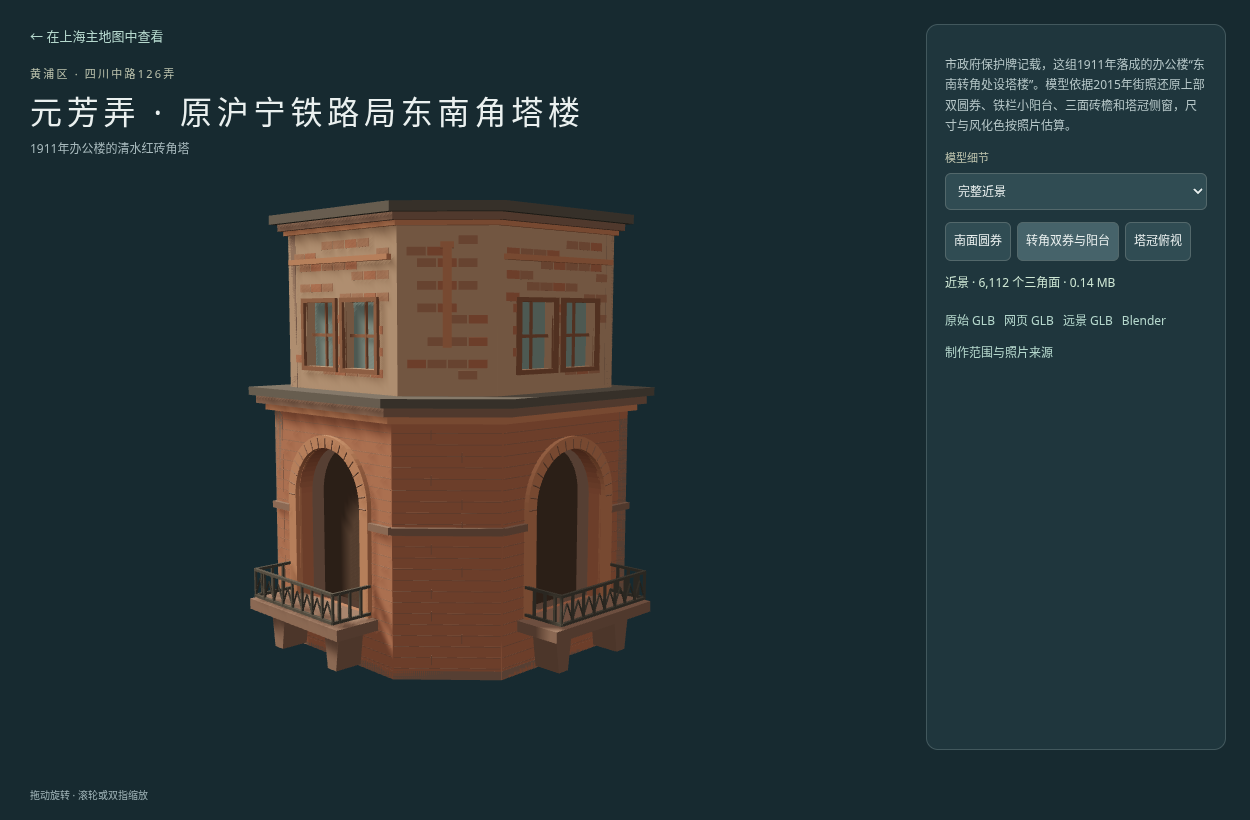 ← 在上海主地图中查看
黄浦区 · 四川中路126弄
元芳弄 · 原沪宁铁路局东南角塔楼
1911年办公楼的清水红砖角塔
市政府保护牌记载，这组1911年落成的办公楼“东
南转角处设塔楼”。模型依据2015年街照还原上部
双圆券、铁栏小阳台、三面砖檐和塔冠侧窗，尺
寸与风化色按照片估算。
模型细节
完整近景
南面圆券 转角双券与阳台 塔冠俯视
近景 · 6,112 个三角面 · 0.14 MB
原始 GLB 网页 GLB 远景 GLB Blender
制作范围与照片来源
拖动旋转 · 滚轮或双指缩放